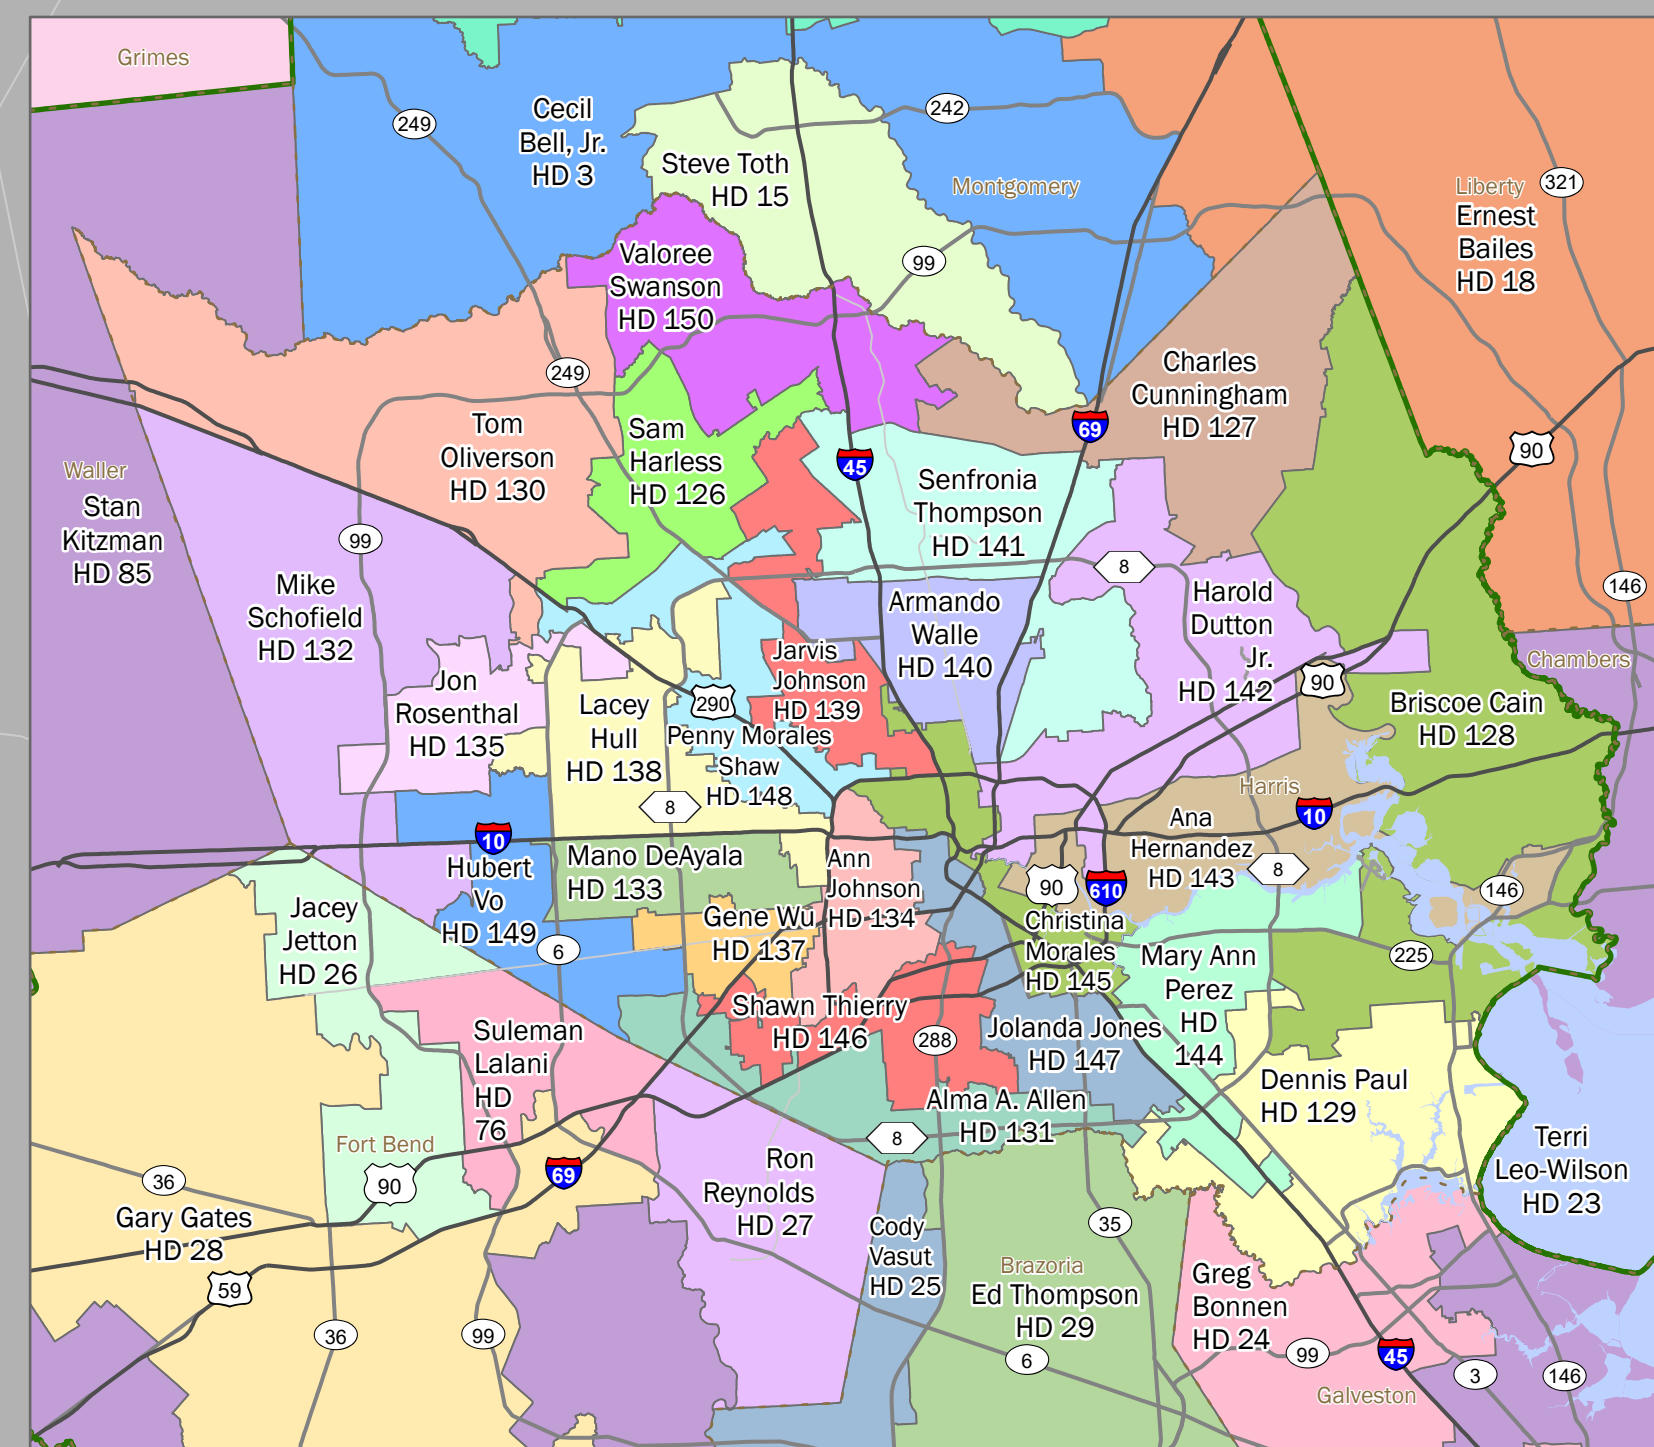 Grimes
249
Cecil
Bell, Jr.
HD 3
242
Steve Toth
HD 15
Montgomery
Liberty
321
Ernest
Bailes
HD 18
Valoree
Swanson
HD 150
99
249
Charles
Cunningham
HD 127
69
90
Tom
Oliverson
HD 130
Sam
Harless
HD 126
45
Senfronia
Thompson
HD 141
Waller
Stan
Kitzman
HD 85
99
Mike
Schofield
HD 132
8
146
Armando
Walle
HD 140
Harold
Dutton
Jr.
HD 142
90
Chambers
Jarvis
Johnson
HD 139
Jon
Rosenthal
HD 135
Lacey
Hull
HD 138
290
Penny Morales
Shaw
HD 148
Briscoe Cain
HD 128
Harris
8
10
10
Ana
Hernandez
HD 143
8
146
Hubert
Vo
HD 149
Mano DeAyala
HD 133
Ann
Johnson
HD 134
90
610
Jacey
Jetton
HD 26
6
Gene Wu
HD 137
Christina
Morales
HD 145
Mary Ann
Perez
HD
144
225
Shawn Thierry
HD 146
288
Jolanda Jones
HD 147
Suleman
Lalani
HD
76
Dennis Paul
HD 129
Alma A. Allen
HD 131
8
Fort Bend
90
69
36
Terri
Leo-Wilson
HD 23
Ron
Reynolds
HD 27
Gary Gates
HD 28
59
Cody
Vasut
HD 25
35
Brazoria
Ed Thompson
HD 29
Greg
Bonnen
HD 24
36
99
6
99
45
3
146
Galveston